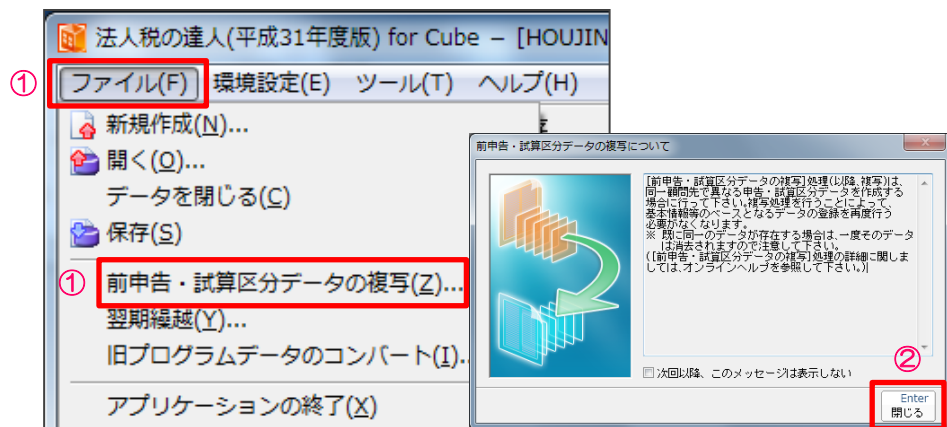 法人税の達人(平成31年度版) for Cube – [HOUJIN
①
ファイル(F) 環境設定(E) ツール(T) ヘルプ(H)
新規作成(N)...
開く(O)...
データを閉じる(C)
保存(S)
①
前申告・試算区分データの複写(Z)...
翌期繰越(Y)...
旧プログラムデータのコンバート(I)..
アプリケーションの終了(X)
前申告・試算区分データの複写について
[前申告・試算区分データの複写]処理(以降、複写)は、
同一顧問先で異なる申告・試算区分データを作成する
場合に行って下さい。複写処理を行うことによって、
基本情報等のベースとなるデータの登録を再度行う
必要がなくなります。
※ 既に同一のデータが存在する場合は、一度そのデータ
は消去されますので注意して下さい。
([前申告・試算区分データの複写]処理の詳細に関しま
しては、オンラインヘルプを参照して下さい。)
次回以降、このメッセージは表示しない
②
Enter
閉じる